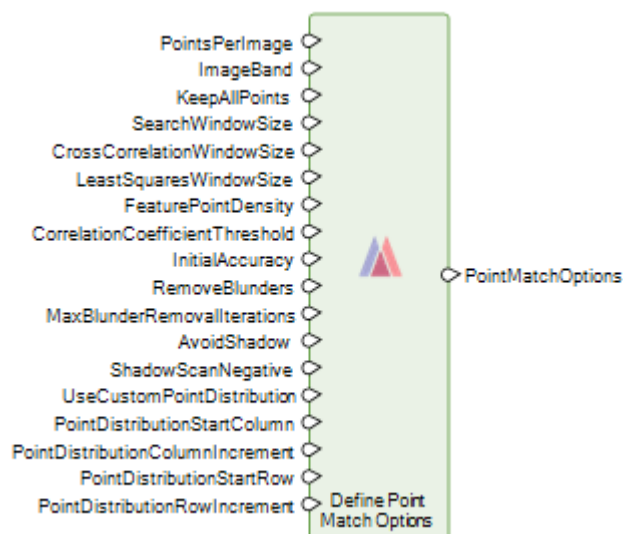 PointsPerImage
ImageBand
KeepAllPoints
SearchWindowSize
CrossCorrelationWindowSize
LeastSquaresWindowSize
FeaturePointDensity
CorrelationCoefficientThreshold
InitialAccuracy
PointMatchOptions
RemoveBlunders
MaxBlunderRemovalIterations
AvoidShadow
ShadowScanNegative
UseCustomPointDistribution
PointDistributionStartColumn
PointDistributionColumnIncrement
PointDistributionStartRow
PointDistributionRowIncrement
Define Point
Match Options